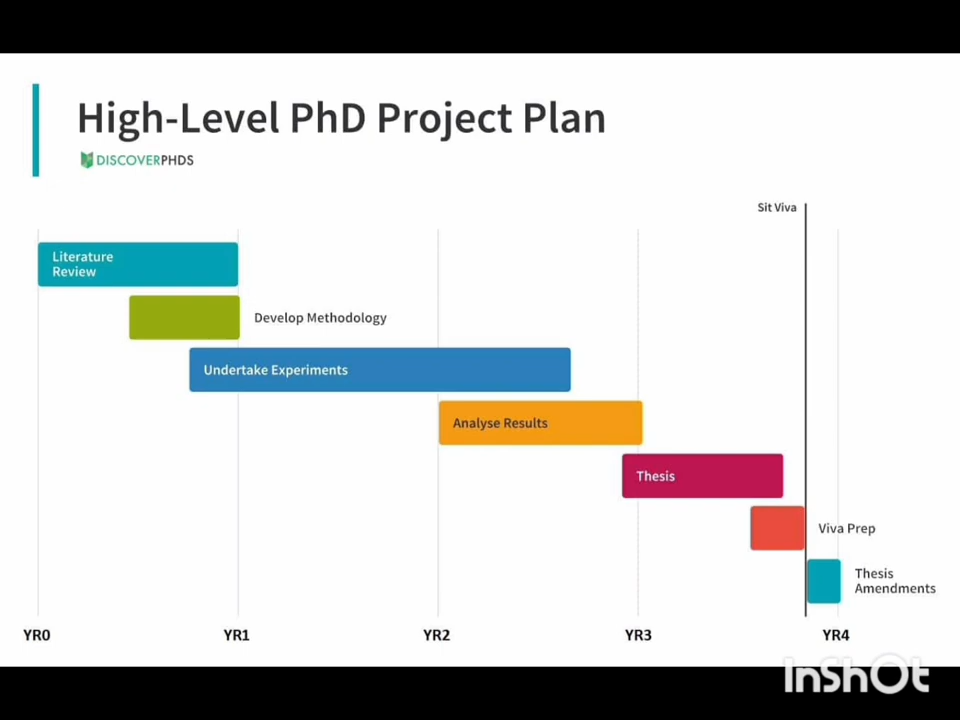 High-Level PhD Project Plan
DISCOVERPHDS
Sit Viva
Literature
Review
Develop Methodology
Undertake Experiments
Analyse Results
Thesis
Viva Prep
Thesis
Amendments
YR0
YR1
YR2
YR3
YR4
InShOt